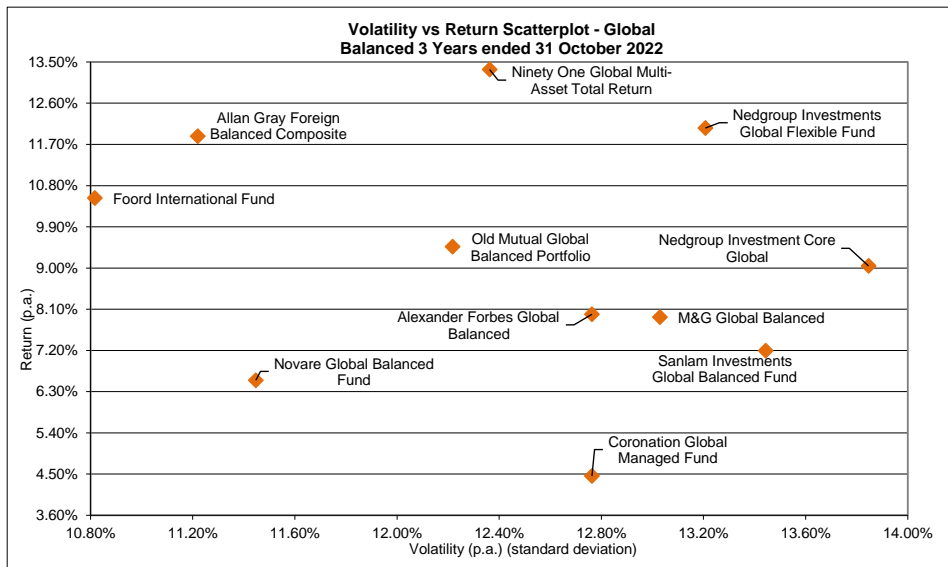 Volatility vs Return Scatterplot - Global
Balanced 3 Years ended 31 October 2022
Return (p.a.)
13.50%
12.60%
11.70%
10.80%
9.90%
9.00%
8.10%
7.20%
6.30%
5.40%
4.50%
3.60%
Ninety One Global Multi-
Asset Total Return
Allan Gray Foreign
Balanced Composite
Nedgroup Investments
Global Flexible Fund
Foord International Fund
Old Mutual Global
Balanced Portfolio
Nedgroup Investment Core
Global
Alexander Forbes Global
Balanced
M&G Global Balanced
Novare Global Balanced
Fund
Sanlam Investments
Global Balanced Fund
Coronation Global
Managed Fund
10.80% 11.20% 11.60% 12.00% 12.40% 12.80% 13.20% 13.60% 14.00%
Volatility (p.a.) (standard deviation)